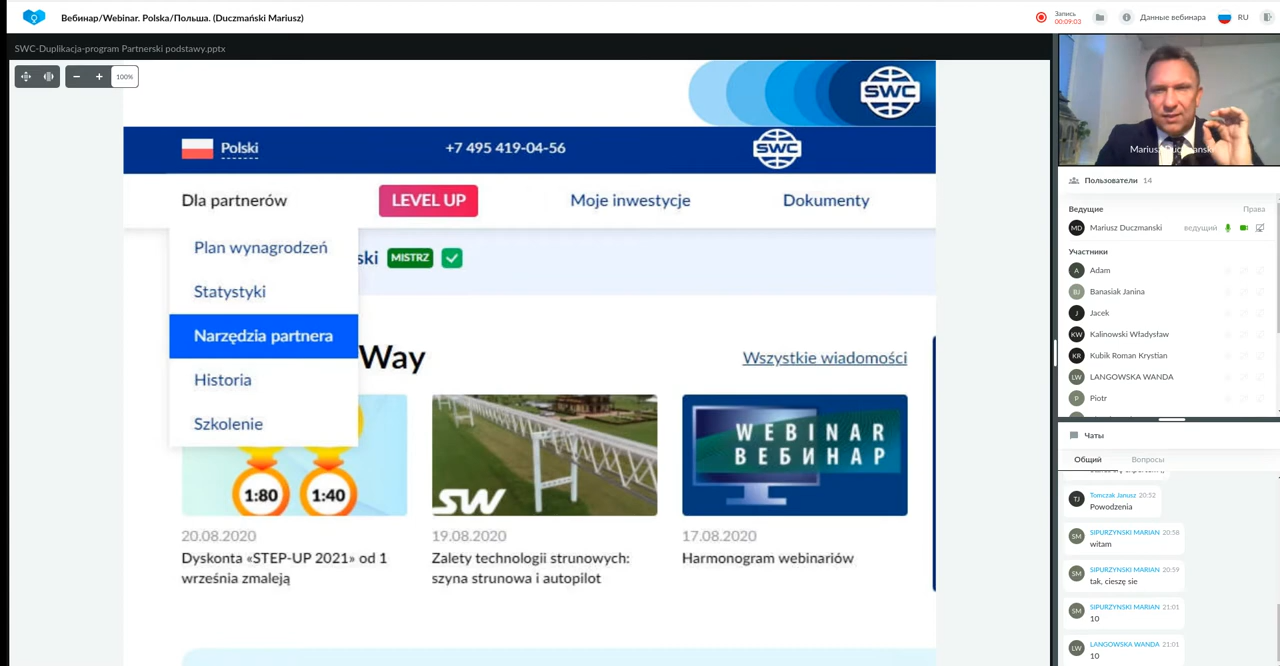 Вебинар/Webinar. Polska/Польша. (Duczmański Mariusz)
Запись
00:09:03
Данные вебинара
RU
SWC-Duplikacja-program Partnerski podstawy.pptx
100%
SWC
Polski
+7 495 419-04-56
SWC
Dla partnerów
LEVEL UP
Moje inwestycje
Dokumenty
Plan wynagrodzeń
ski
MISTRZ
Statystyki
Narzędzia partnera
Way
Wszystkie wiadomości
Historia
Szkolenie
1:80
1:40
SW
WEBINAR
ВЕБИНАР
20.08.2020
Dyskonta «STEP-UP 2021» od 1
września zmaleją
19.08.2020
Zalety technologii strunowych:
szyna strunowa i autopilot
17.08.2020
Harmonogram webinariów
Mariusz Duczmanski
Пользователи 14
Ведущие
Права
MD
Mariusz Duczmanski
ведущий
Участники
A
Adam
BJ
Banasiak Janina
J
Jacek
KW
Kalinowski Władysław
KR
Kubik Roman Krystian
LW
LANGOWSKA WANDA
P
Piotr
Чаты
Общий
Вопросы
TJ
Tomczak Janusz 20:52
Powodzenia
SM
SIPURZYNSKI MARIAN 20:58
witam
SM
SIPURZYNSKI MARIAN 20:59
tak, cieszę sie
SM
SIPURZYNSKI MARIAN 21:01
10
LW
LANGOWSKA WANDA 21:01
10